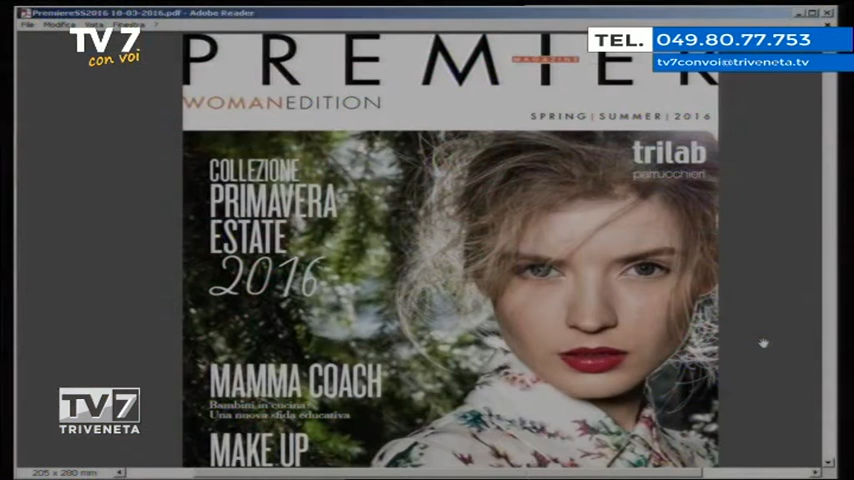 PremiereSS2016 18-03-2016.pdf - Adobe Reader
File Modifica Vista Finestra ?
TV7
con voi
TEL. 049.80.77.753
tv7convoi@triveneta.tv
PREMIER
MAGAZINE
WOMANEDITION
SPRING|SUMMER|2016
trilab
parrucchieri
COLLEZIONE
PRIMAVERA
ESTATE
2016
MAMMA COACH
Bambini in cucina:
Una nuova sfida educativa
MAKE UP
TV7
TRIVENETA
205 x 280 mm